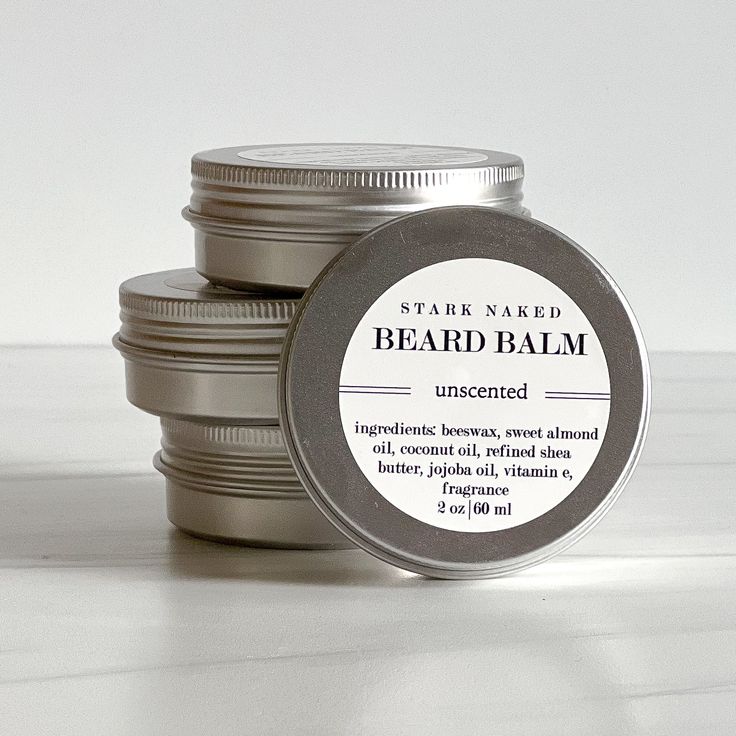 STARK NAKED
BEARD BALM
unscented
ingredients: beeswax, sweet almond
oil, coconut oil, refined shea
butter, jojoba oil, vitamin e,
fragrance
2 oz|60 ml